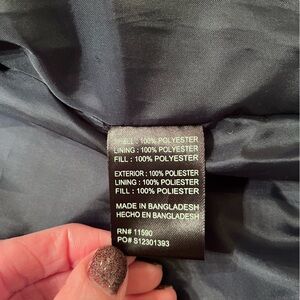 SHELL : 100% POLYESTER
LINING : 100% POLYESTER
FILL : 100% POLYESTER
EXTERIOR : 100% POLIESTER
LINING : 100% POLIESTER
FILL : 100% POLIESTER
MADE IN BANGLADESH
HECHO EN BANGLADESH
RN# 11590
PO# S12301393